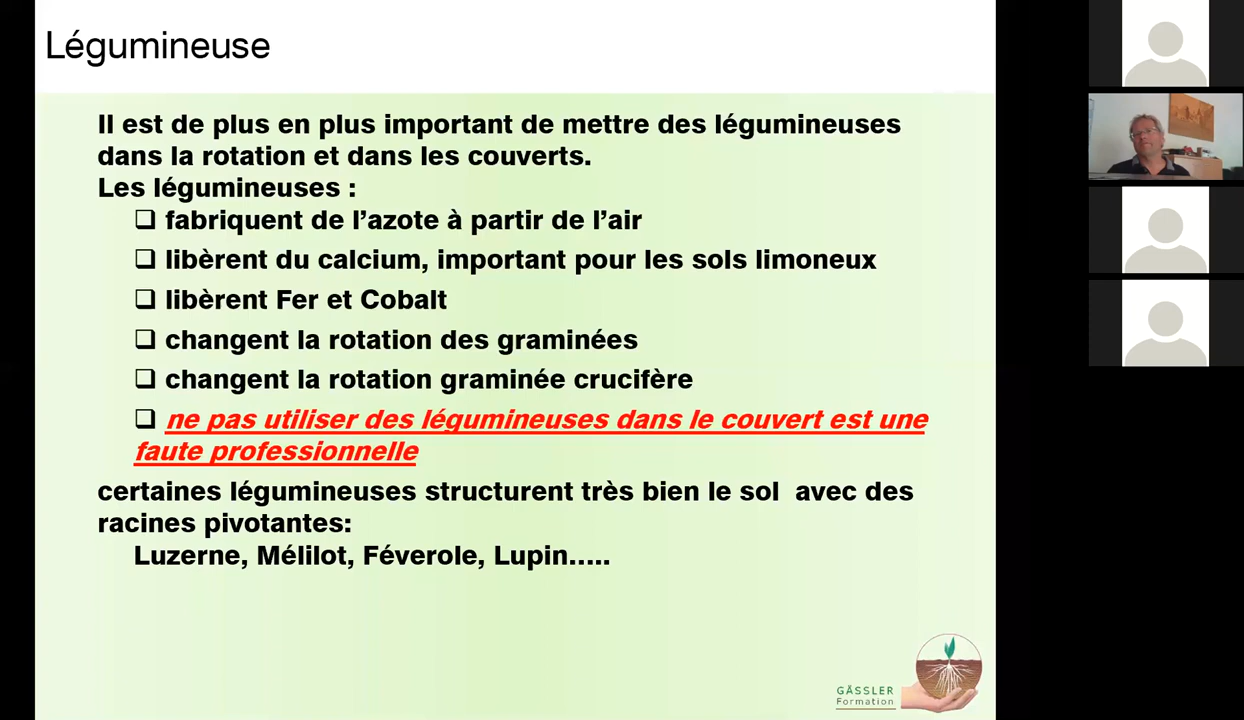 Légumineuse
Il est de plus en plus important de mettre des légumineuses
dans la rotation et dans les couverts.
Les légumineuses :
❑ fabriquent de l’azote à partir de l’air
❑ libèrent du calcium, important pour les sols limoneux
❑ libèrent Fer et Cobalt
❑ changent la rotation des graminées
❑ changent la rotation graminée crucifère
❑ ne pas utiliser des légumineuses dans le couvert est une
faute professionnelle
certaines légumineuses structurent très bien le sol avec des
racines pivotantes:
Luzerne, Mélilot, Féverole, Lupin.....
GÄSSLER
Formation